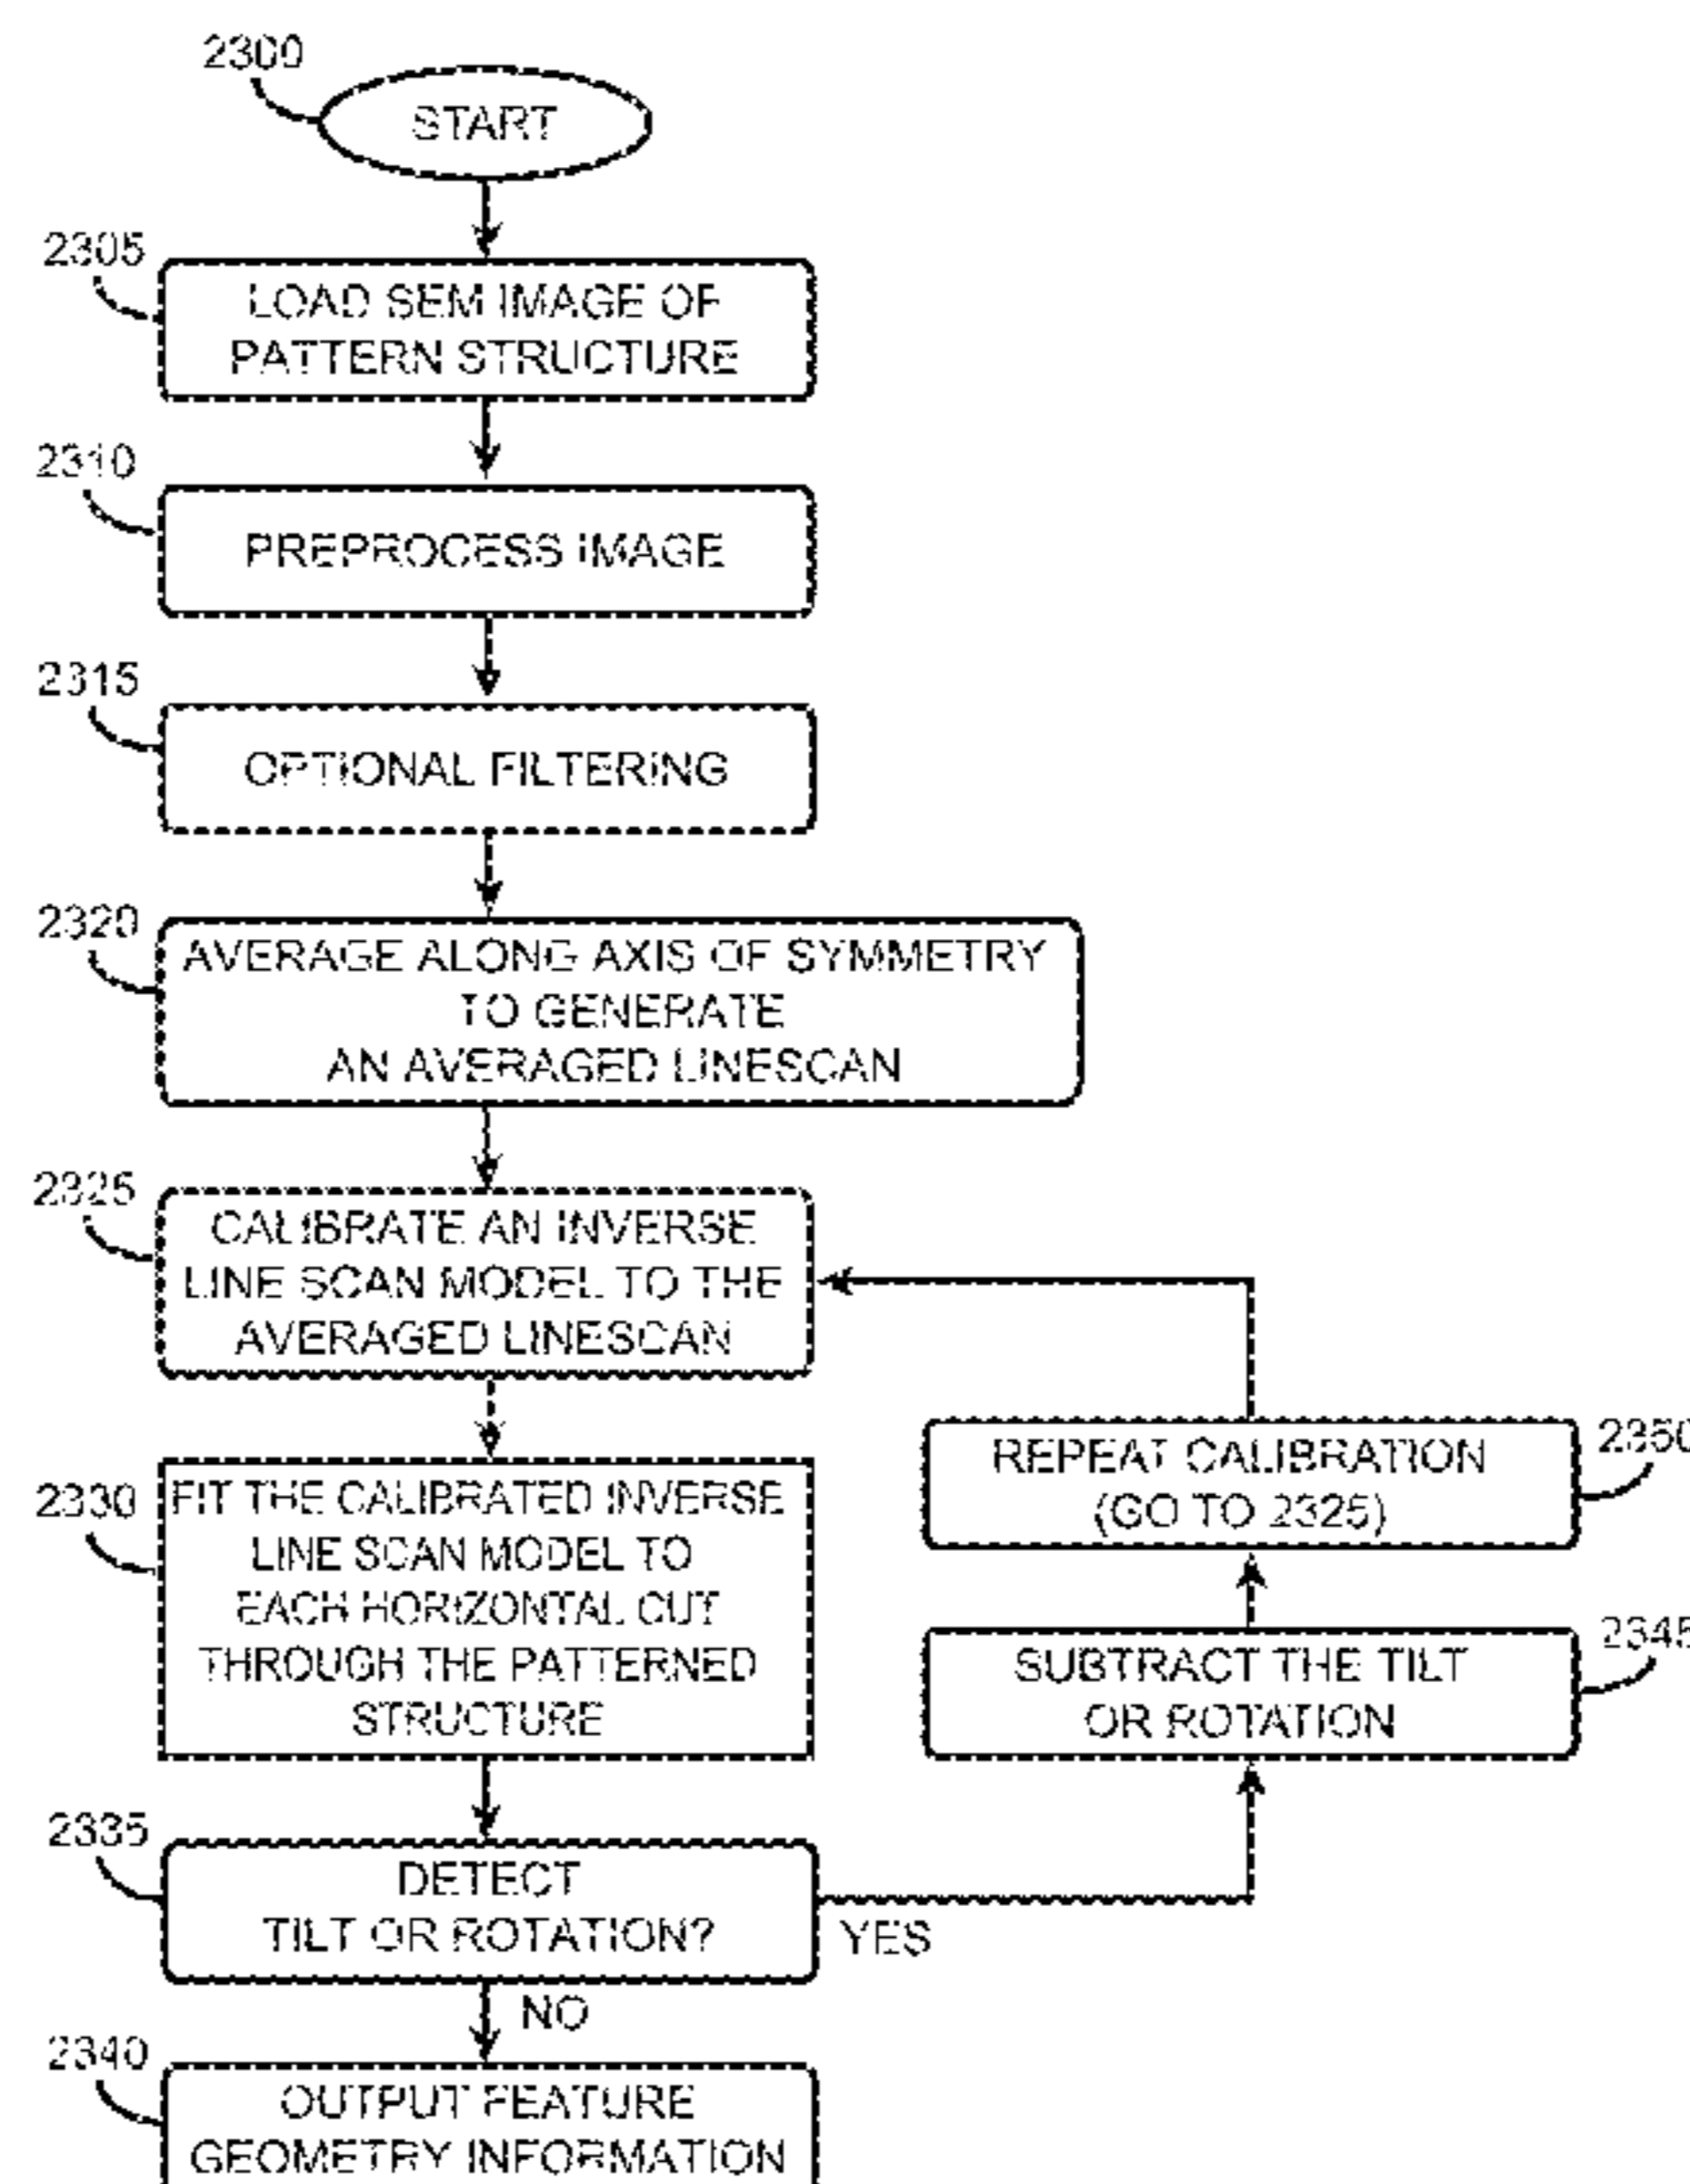 2300
START
2305
LOAD SEM IMAGE OF
PATTERN STRUCTURE
2310
PREPROCESS IMAGE
2315
OPTIONAL FILTERING
2320
AVERAGE ALONG AXIS OF SYMMETRY
TO GENERATE
AN AVERAGED LINESCAN
2325
CALIBRATE AN INVERSE
LINE SCAN MODEL TO THE
AVERAGED LINESCAN
2330
FIT THE CALIBRATED INVERSE
LINE SCAN MODEL TO
EACH HORIZONTAL CUT
THROUGH THE PATTERNED
STRUCTURE
2350
REPEAT CALIBRATION
(GO TO 2325)
2345
SUBTRACT THE TILT
OR ROTATION
2335
DETECT
TILT OR ROTATION?
YES
NO
2340
OUTPUT FEATURE
GEOMETRY INFORMATION